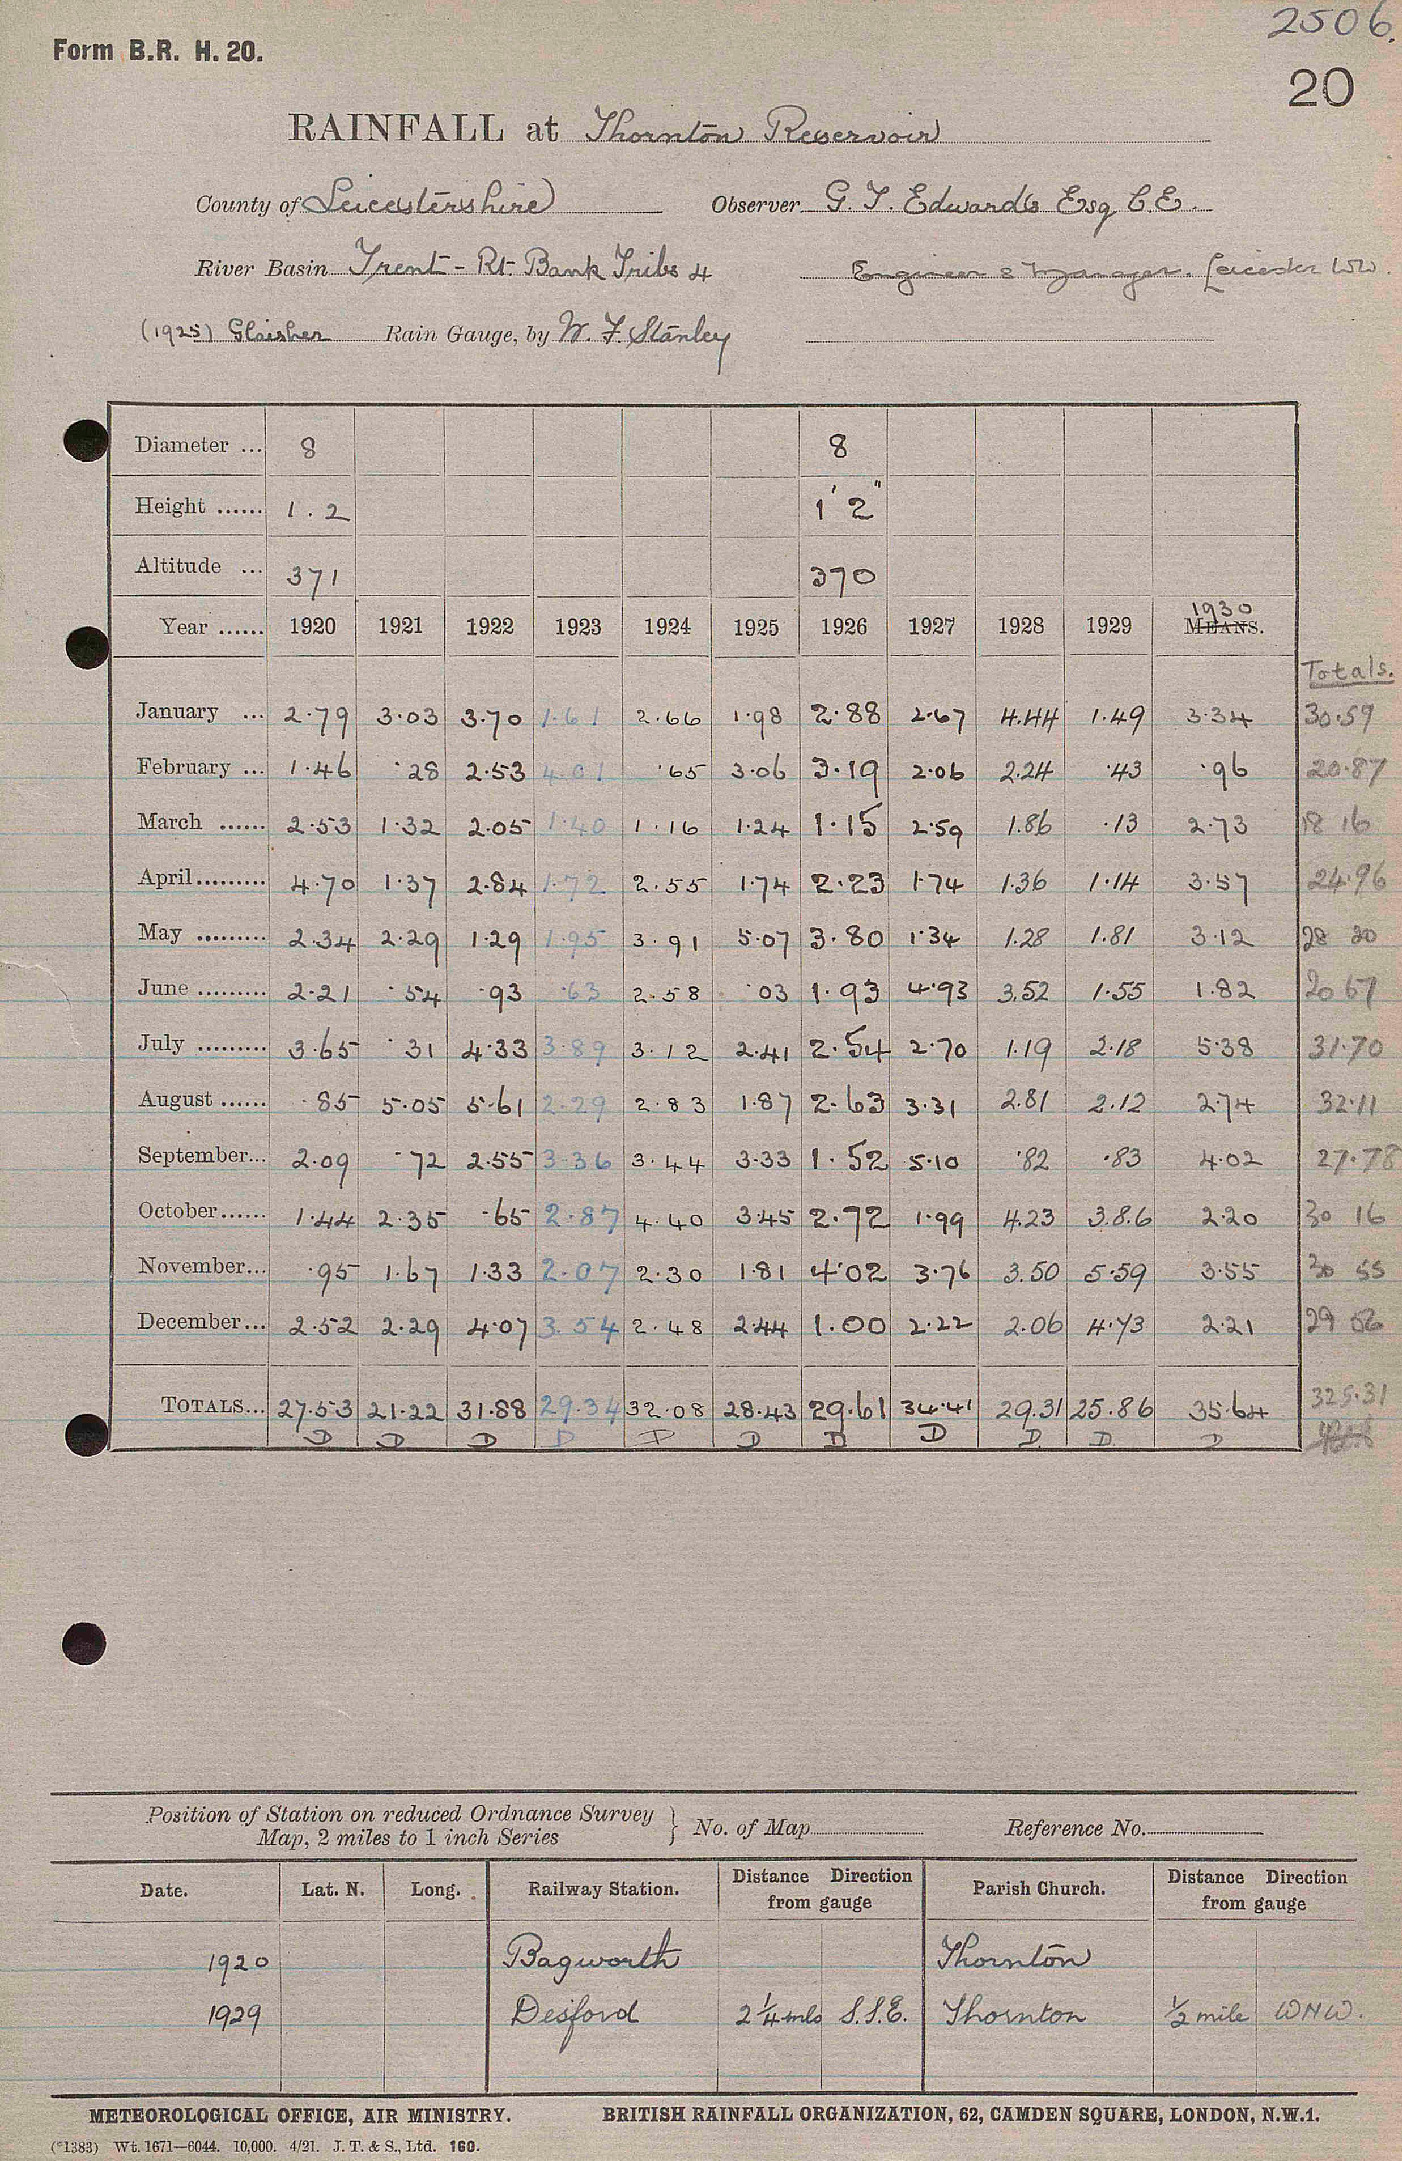 2506.
Form B.R. H. 20.
20
RAINFALL at Thornton Reservoir
County of Leicestershire Observer G. T. Edwards Esq C.E.
River Basin Trent - Rt. Bank Tribs 4 Engineer & Manager. Leicester WW.
(1925) Glaisher Rain Gauge, by W. F. Stanley
Diameter ... 8 8
Height ...... 1 . 2 1' 2"
Altitude ... 371 370
Year ...... 1920 1921 1922 1923 1924 1925 1926 1927 1928 1929 1930 MEANS.
Totals.
January ... 2.79 3.03 3.70 1.61 2.66 1.98 2.88 2.67 4.44 1.49 3.34 30.59
February ... 1.46 .28 2.53 4.01 .65 3.06 3.19 2.06 2.24 .43 .96 20.87
March ...... 2.53 1.32 2.05 1.40 1.16 1.24 1.15 2.59 1.86 .13 2.73 18 16
April......... 4.70 1.37 2.84 1.72 2.55 1.74 2.23 1.74 1.36 1.14 3.57 24.96
May ......... 2.34 2.29 1.29 1.95 3.91 5.07 3.80 1.34 1.28 1.81 3.12 28 20
June ......... 2.21 .54 .93 .63 2.58 .03 1.93 4.93 3.52 1.55 1.82 20 67
July ......... 3.65 .31 4.33 3.89 3.12 2.41 2.54 2.70 1.19 2.18 5.38 31.70
August ...... .85 5.05 5.61 2.29 2.83 1.87 2.63 3.31 2.81 2.12 2.74 32.11
September... 2.09 .72 2.55 3.36 3.44 3.33 1.52 5.10 .82 .83 4.02 27.78
October...... 1.44 2.35 .65 2.87 4.40 3.45 2.72 1.99 4.23 3.8.6 2.20 30 16
November... .95 1.67 1.33 2.07 2.30 1.81 4.02 3.76 3.50 5.59 3.55 30 55
December... 2.52 2.29 4.07 3.54 2.48 2.44 1.00 2.22 2.06 4.73 2.21 29 56
TOTALS... 27.53 21.22 31.88 29.34 32.08 28.43 29.61 34.41 29.31 25.86 35.64 325.31
D D D D D D D D D D D
Position of Station on reduced Ordnance Survey } No. of Map Reference No.
Map, 2 miles to 1 inch Series
Date. Lat. N. Long. Railway Station. Distance Direction from gauge Parish Church. Distance Direction from gauge
1920 Bagworth Thornton
1929 Desford 2 1/4 mls S.S.E. Thornton 1/2 mile WNW.
METEOROLOGICAL OFFICE, AIR MINISTRY. BRITISH RAINFALL ORGANIZATION, 62, CAMDEN SQUARE, LONDON, N.W.1.
(*1383) Wt. 1671—6044. 10,000. 4/21. J. T. & S., Ltd. 160.